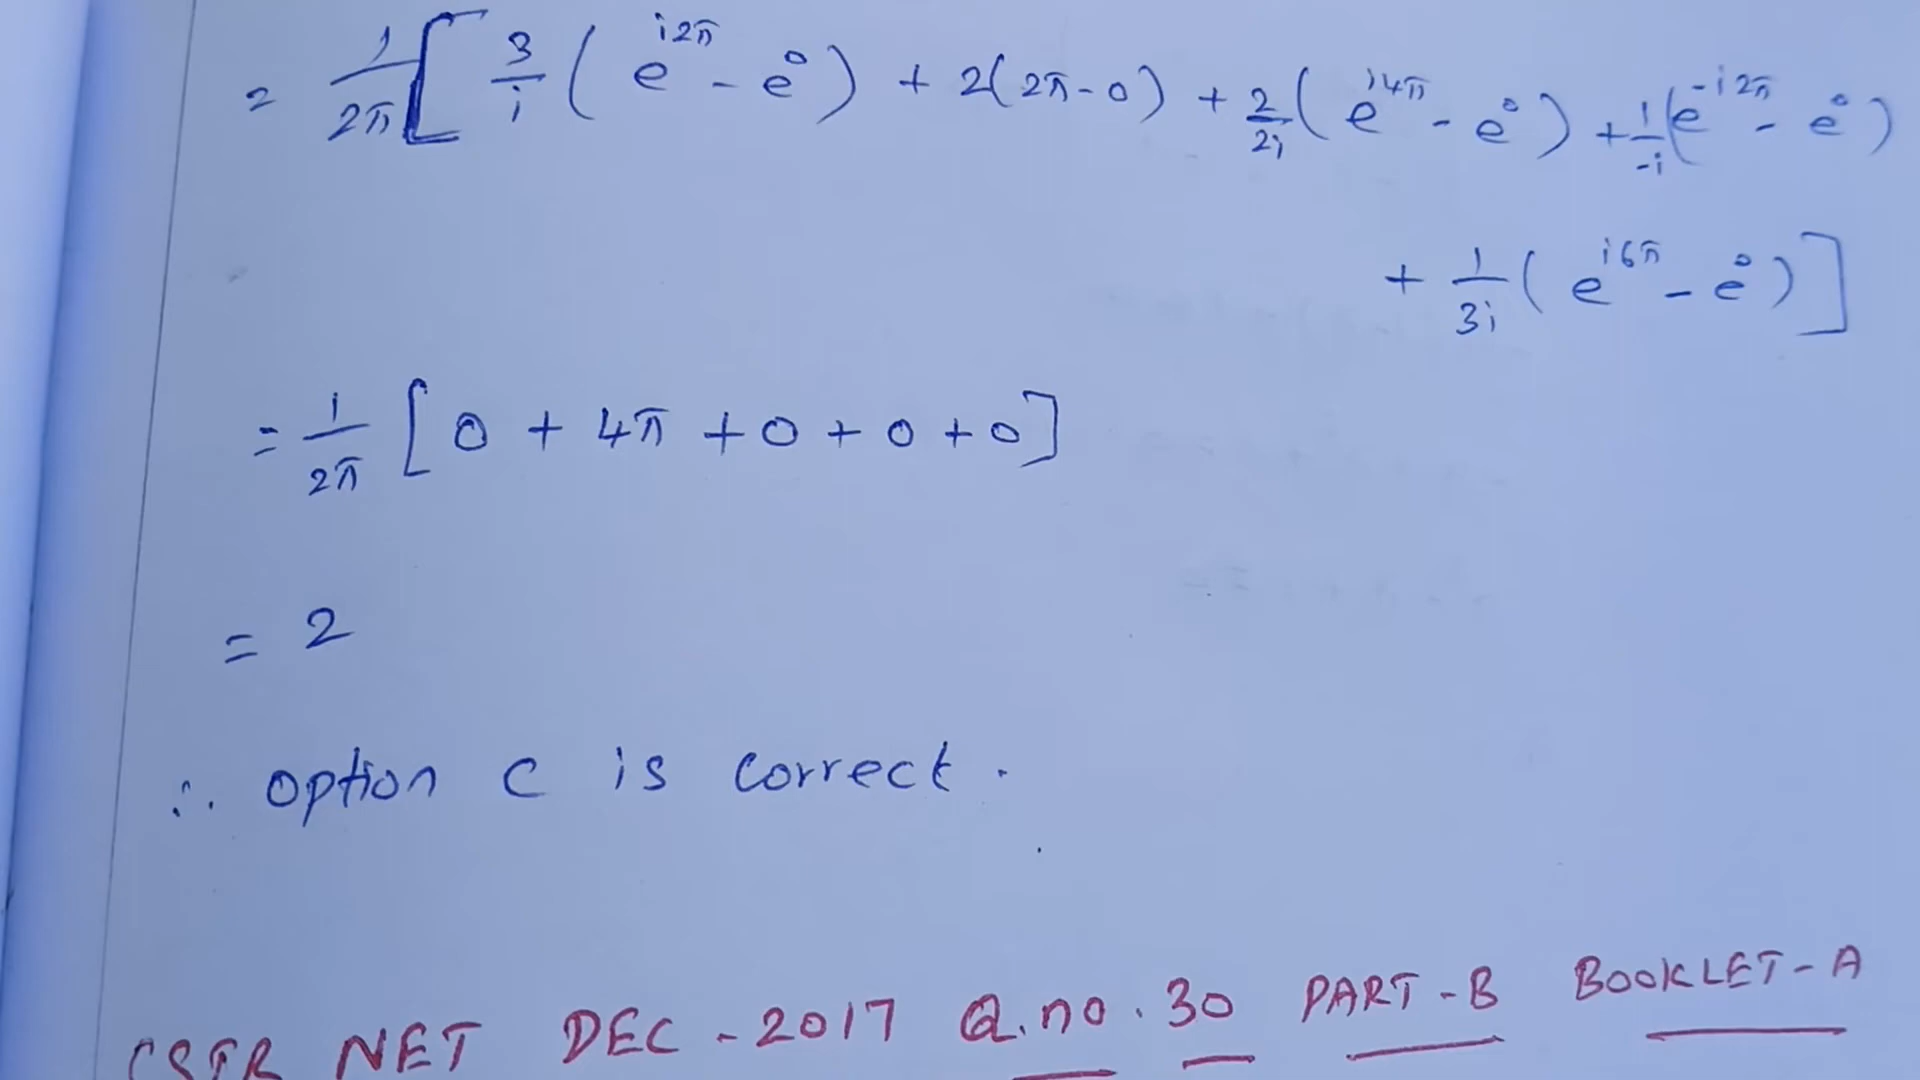 = 1/2π [ 3/i ( e^{i2π} - e^0 ) + 2(2π-0) + 2/2i ( e^{i4π} - e^0 ) + 1/-i ( e^{-i2π} - e^0 )
+ 1/3i ( e^{i6π} - e^0 ) ]
= 1/2π [ 0 + 4π + 0 + 0 + 0 ]
= 2
∴ option C is correct.
CSIR NET DEC - 2017 Q.no. 30 PART - B BOOKLET - A